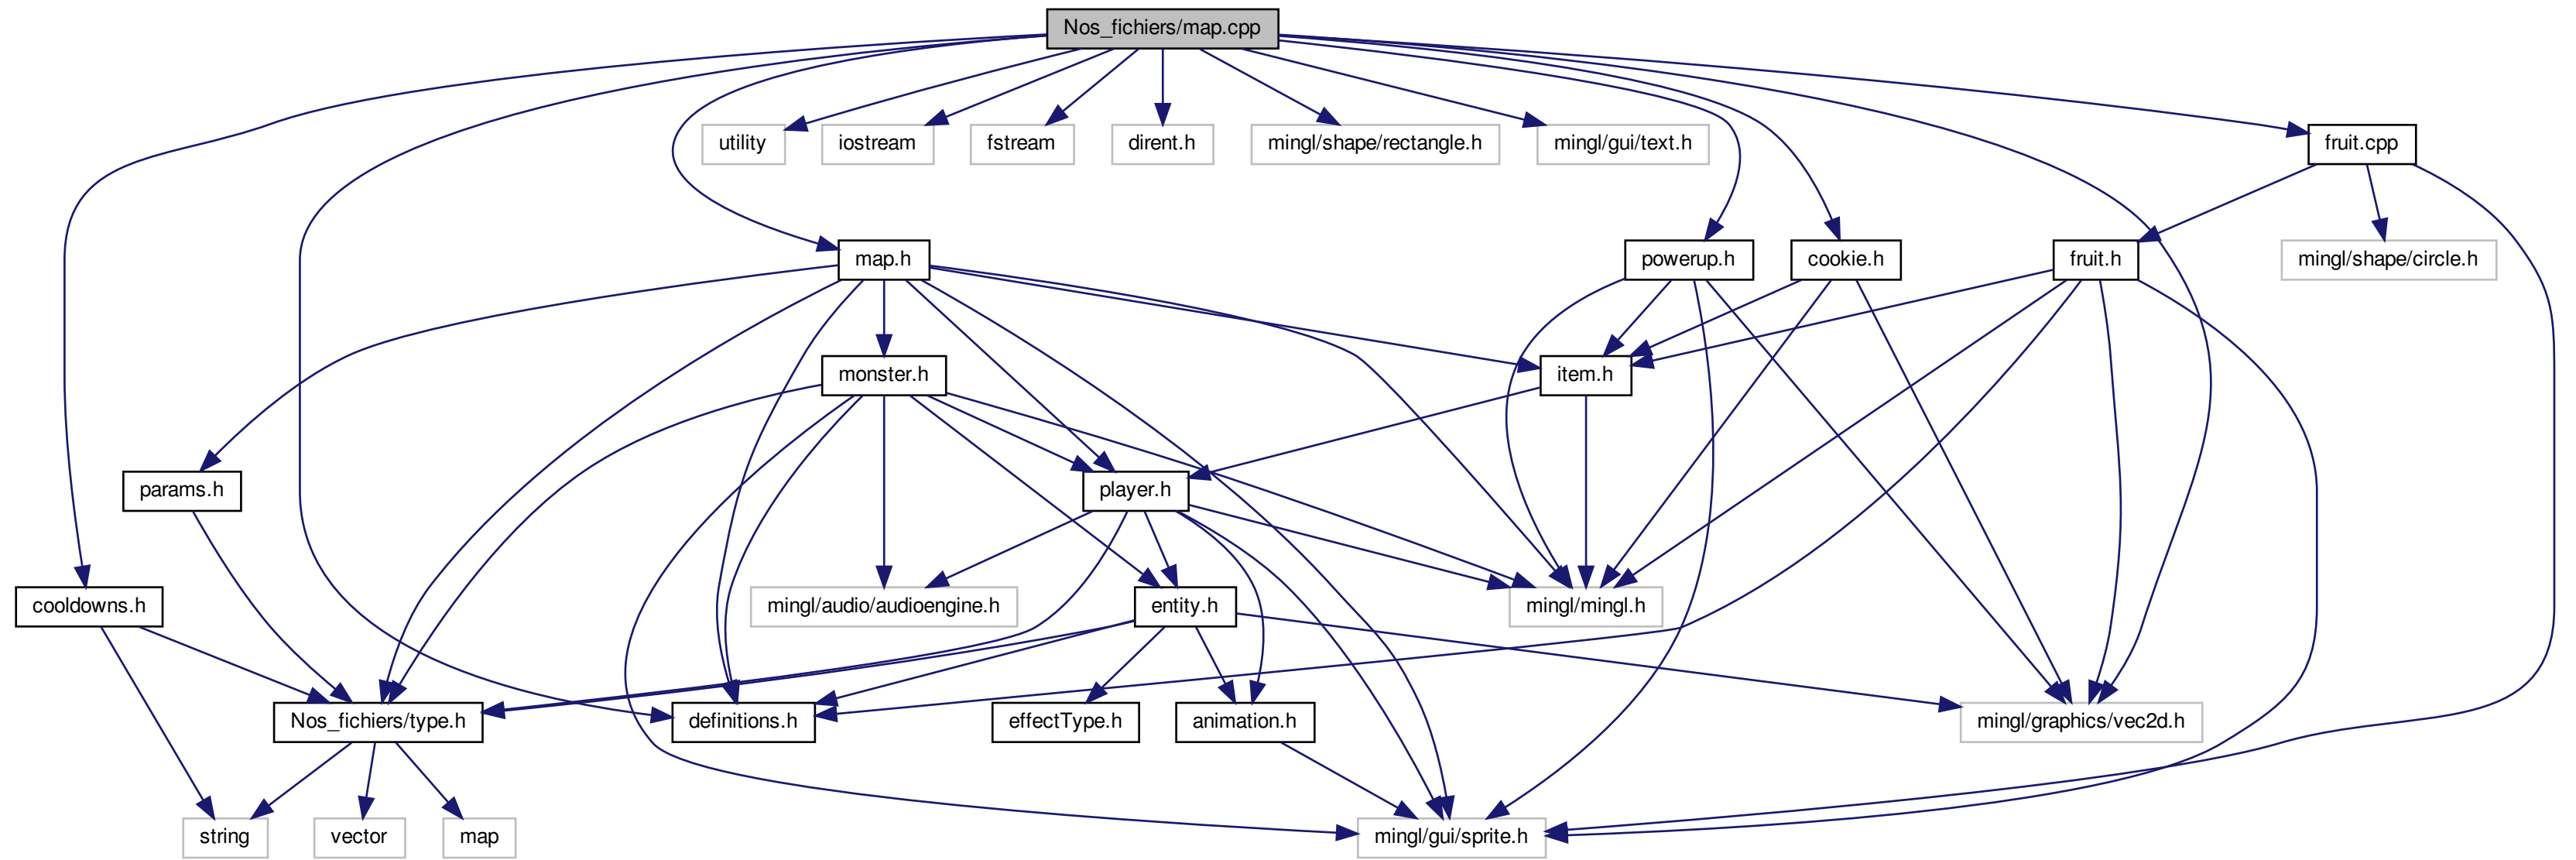 Nos_fichiers/map.cpp
utility
iostream
fstream
dirent.h
mingl/shape/rectangle.h
mingl/gui/text.h
fruit.cpp
map.h
powerup.h
cookie.h
fruit.h
mingl/shape/circle.h
monster.h
item.h
params.h
player.h
cooldowns.h
mingl/audio/audioengine.h
entity.h
mingl/mingl.h
Nos_fichiers/type.h
definitions.h
effectType.h
animation.h
mingl/graphics/vec2d.h
string
vector
map
mingl/gui/sprite.h